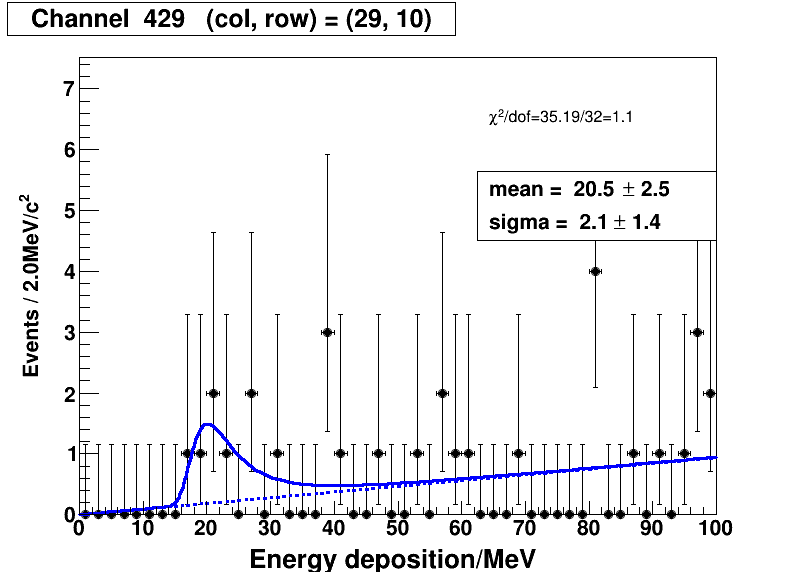 Channel 429 (col, row) = (29, 10)
χ²/dof=35.19/32=1.1
mean = 20.5 ± 2.5
sigma = 2.1 ± 1.4
Events / 2.0MeV/c²
7
6
5
4
3
2
1
0
0 10 20 30 40 50 60 70 80 90 100
Energy deposition/MeV